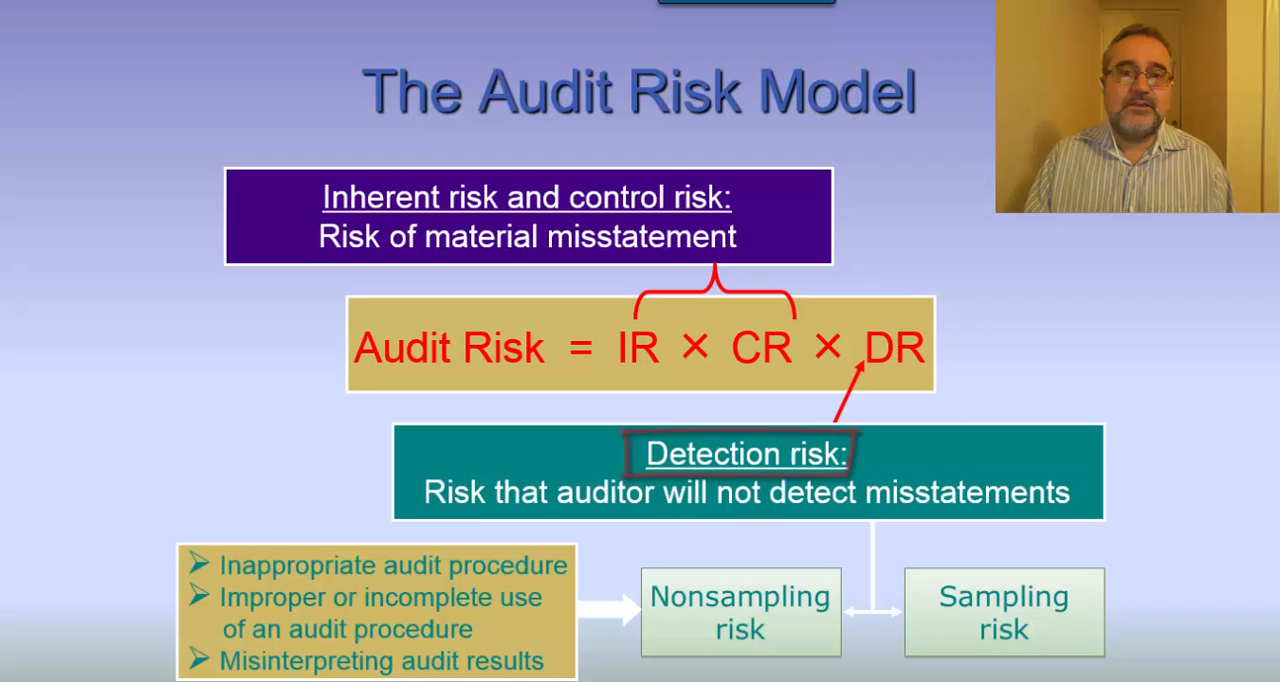 The Audit Risk Model
Inherent risk and control risk:
Risk of material misstatement
Audit Risk = IR × CR × DR
Detection risk:
Risk that auditor will not detect misstatements
➢ Inappropriate audit procedure
➢ Improper or incomplete use
of an audit procedure
➢ Misinterpreting audit results
Nonsampling
risk
Sampling
risk